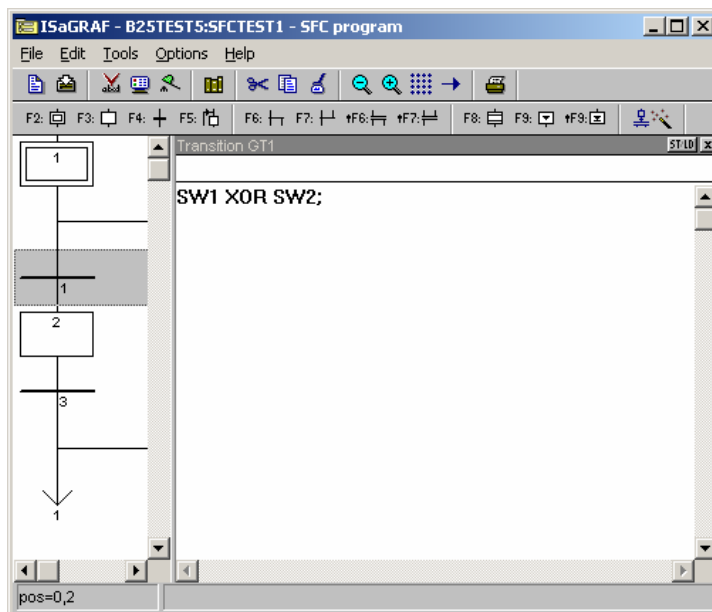 ISaGRAF - B25TEST5:SFCTEST1 - SFC program
File Edit Tools Options Help
F2: F3: F4: F5: F6: F7: ↑F6: ↑F7: F8: F9: ↑F9:
Transition GT1 ST/LD x
SW1 XOR SW2;
1
1
2
3
1
pos=0,2